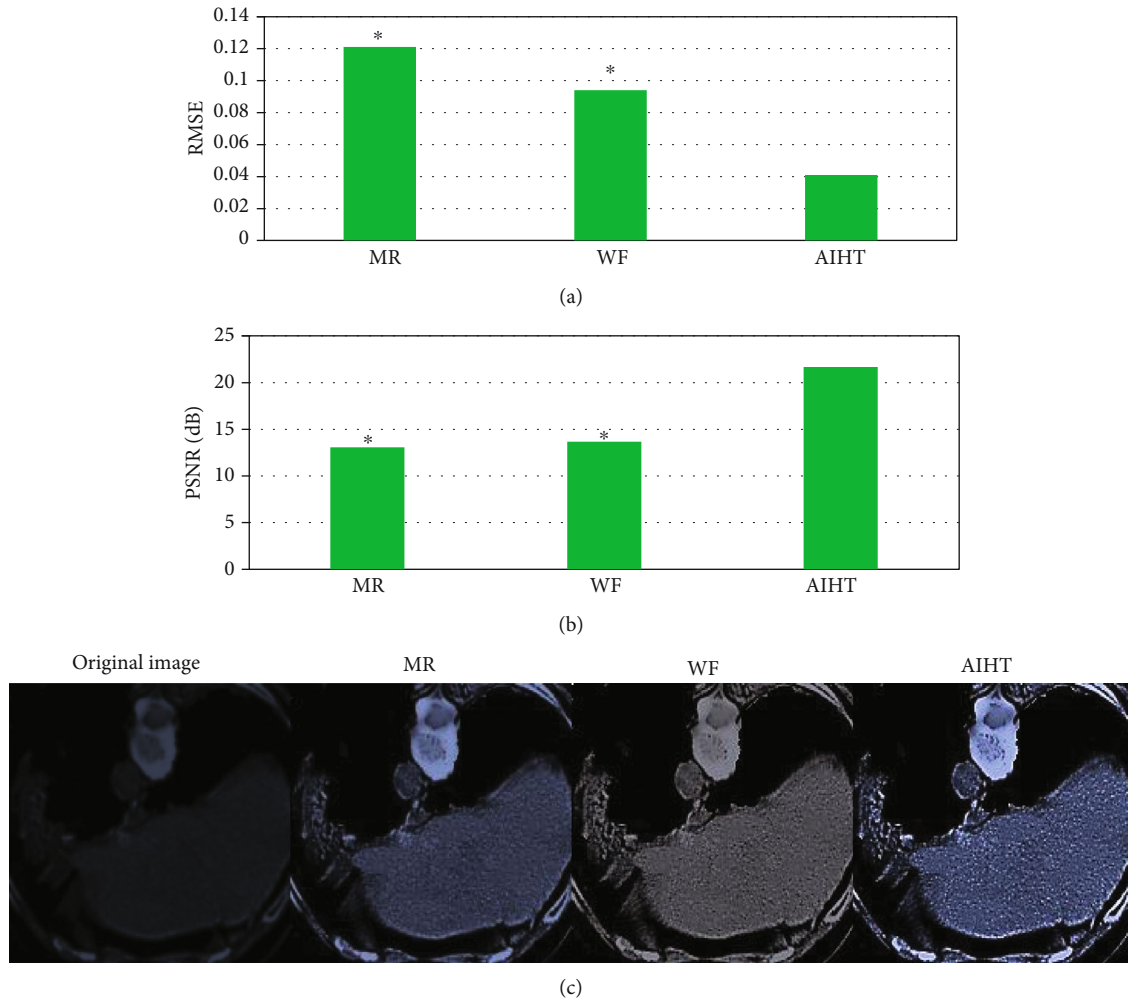 0.14
0.12
0.1
0.08
0.06
0.04
0.02
0
RMSE
*
*
MR WF AIHT
(a)
25
20
15
10
5
0
PSNR (dB)
*
*
MR WF AIHT
(b)
Original image MR WF AIHT
(c)